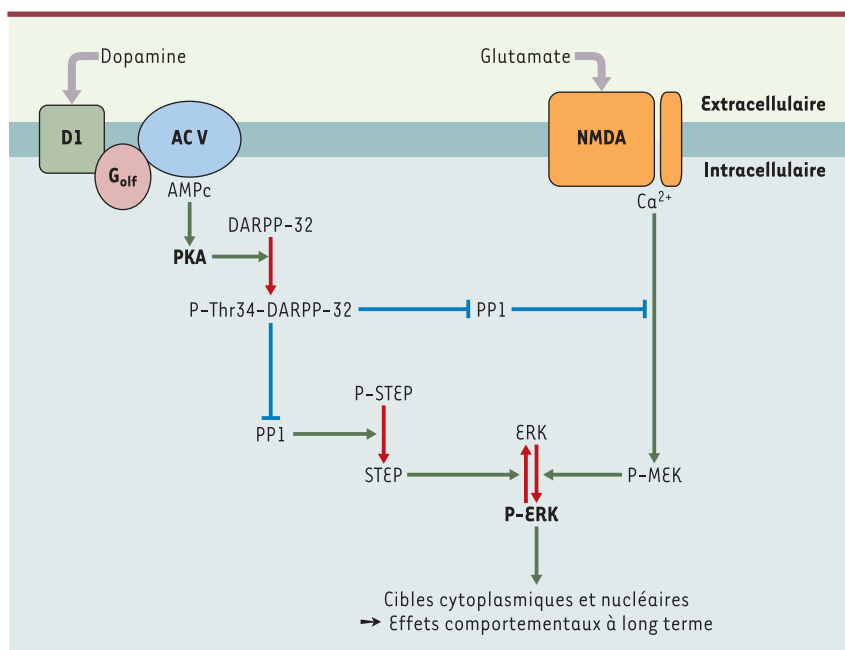 Dopamine
Glutamate
D1
AC V
NMDA
Extracellulaire
Golf
Intracellulaire
AMPc
Ca2+
DARPP-32
PKA
P-Thr34-DARPP-32
PP1
P-STEP
PP1
ERK
STEP
P-MEK
P-ERK
Cibles cytoplasmiques et nucléaires
➞ Effets comportementaux à long terme